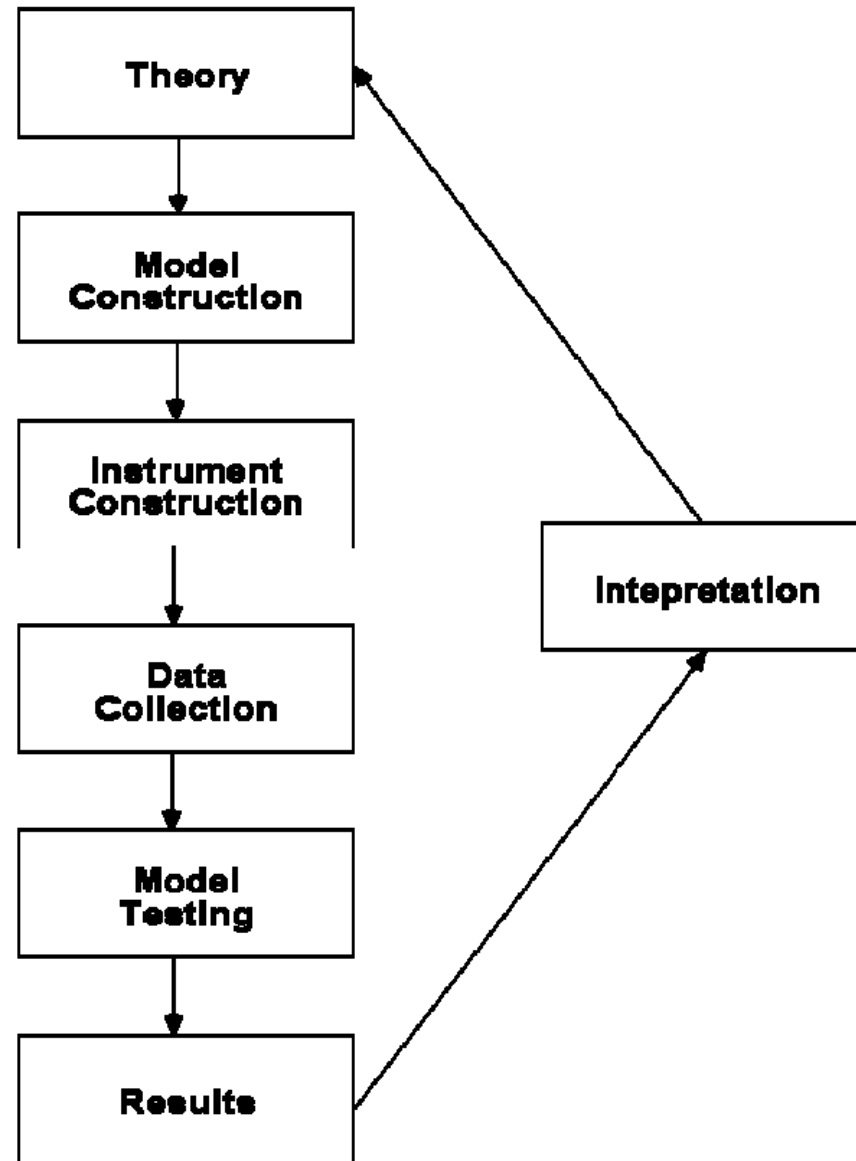 Theory
Model
Construction
Instrument
Construction
Data
Collection
Model
Testing
Results
Intepretation